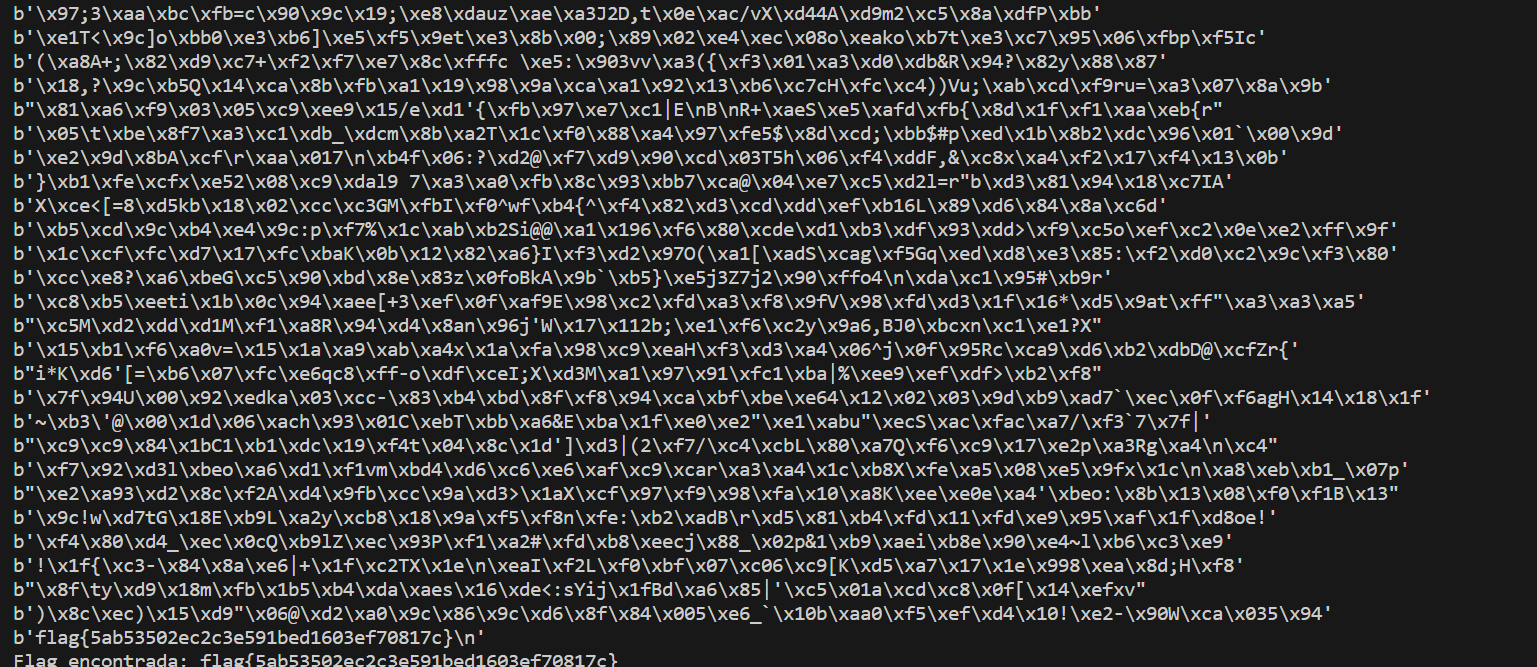 b'\x97;3\xaa\xbc\xfb=c\x90\x9c\x19;\xe8\xdauz\xae\xa3J2D,t\x0e\xac/vX\xd44A\xd9m2\xc5\x8a\xdfP\xbb'
b'\xe1T<\x9c]o\xbb0\xe3\xb6]\xe5\xf5\x9et\xe3\x8b\x00;\x89\x02\xe4\xec\x08o\xeako\xb7t\xe3\xc7\x95\x06\xfbp\xf5Ic'
b'(\xa8A+;\x82\xd9\xc7+\xf2\xf7\xe7\x8c\xfffc \xe5:\x903vv\xa3({\xf3\x01\xa3\xd0\xdb&R\x94?\x82y\x88\x87'
b'\x18,?\x9c\xb5Q\x14\xca\x8b\xfb\xa1\x19\x98\x9a\xca\xa1\x92\x13\xb6\xc7cH\xfc\xc4))Vu;\xab\xcd\xf9ru=\xa3\x07\x8a\x9b'
b"\x81\xa6\xf9\x03\x05\xc9\xee9\x15/e\xd1'{\xfb\x97\xe7\xc1|E\nB\nR+\xaeS\xe5\xafd\xfb{\x8d\x1f\xf1\xaa\xeb{r"
b'\x05\t\xbe\x8f7\xa3\xc1\xdb_\xdcm\x8b\xa2T\x1c\xf0\x88\xa4\x97\xfe5$\x8d\xcd;\xbb$#p\xed\x1b\x8b2\xdc\x96\x01`\x00\x9d'
b'\xe2\x9d\x8bA\xcf\r\xaa\x017\n\xb4f\x06:?\xd2@\xf7\xd9\x90\xcd\x03T5h\x06\xf4\xddF,&\xc8x\xa4\xf2\x17\xf4\x13\x0b'
b'}\xb1\xfe\xcfx\xe52\x08\xc9\xdal9 7\xa3\xa0\xfb\x8c\x93\xbb7\xca@\x04\xe7\xc5\xd2l=r"b\xd3\x81\x94\x18\xc7IA'
b'X\xce<[=8\xd5kb\x18\x02\xcc\xc3GM\xfbI\xf0^wf\xb4{^\xf4\x82\xd3\xcd\xdd\xef\xb16L\x89\xd6\x84\x8a\xc6d'
b'\xb5\xcd\x9c\xb4\xe4\x9c:p\xf7%\x1c\xab\xb2Si@@\xa1\x196\xf6\x80\xcde\xd1\xb3\xdf\x93\xdd>\xf9\xc5o\xef\xc2\x0e\xe2\xff\x9f'
b'\x1c\xcf\xfc\xd7\x17\xfc\xbaK\x0b\x12\x82\xa6}I\xf3\xd2\x97O(\xa1[\xadS\xcag\xf5Gq\xed\xd8\xe3\x85:\xf2\xd0\xc2\x9c\xf3\x80'
b'\xcc\xe8?\xa6\xbeG\xc5\x90\xbd\x8e\x83z\x0foBkA\x9b`\xb5}\xe5j3Z7j2\x90\xffo4\n\xda\xc1\x95#\xb9r'
b'\xc8\xb5\xeeti\x1b\x0c\x94\xaee[+3\xef\x0f\xaf9E\x98\xc2\xfd\xa3\xf8\x9fV\x98\xfd\xd3\x1f\x16*\xd5\x9at\xff"\xa3\xa3\xa5'
b"\xc5M\xd2\xdd\xd1M\xf1\xa8R\x94\xd4\x8an\x96j'W\x17\x112b;\xe1\xf6\xc2y\x9a6,BJ0\xbcxn\xc1\xe1?X"
b'\x15\xb1\xf6\xa0v=\x15\x1a\xa9\xab\xa4x\x1a\xfa\x98\xc9\xeaH\xf3\xd3\xa4\x06^j\x0f\x95Rc\xca9\xd6\xb2\xdbD@\xcfZr{'
b"i*K\xd6'[=\xb6\x07\xfc\xe6qc8\xff-o\xdf\xceI;X\xd3M\xa1\x97\x91\xfc1\xba|%\xee9\xef\xdf>\xb2\xf8"
b'\x7f\x94U\x00\x92\xedka\x03\xcc-\x83\xb4\xbd\x8f\xf8\x94\xca\xbf\xbe\xe64\x12\x02\x03\x9d\xb9\xad7`\xec\x0f\xf6agH\x14\x18\x1f'
b'~\xb3\'@\x00\x1d\x06\xach\x93\x01C\xebT\xbb\xa6&E\xba\x1f\xe0\xe2"\xe1\xabu"\xecS\xac\xfac\xa7/\xf3`7\x7f|'
b"\xc9\xc9\x84\x1bC1\xb1\xdc\x19\xf4t\x04\x8c\x1d']\xd3|(2\xf7/\xc4\xcbL\x80\xa7Q\xf6\xc9\x17\xe2p\xa3Rg\xa4\n\xc4"
b'\xf7\x92\xd3l\xbeo\xa6\xd1\xf1vm\xbd4\xd6\xc6\xe6\xaf\xc9\xcar\xa3\xa4\x1c\xb8X\xfe\xa5\x08\xe5\x9fx\x1c\n\xa8\xeb\xb1_\x07p'
b"\xe2\xa93\xd2\x8c\xf2A\xd4\x9fb\xcc\x9a\xd3>\x1aX\xcf\x97\xf9\x98\xfa\x10\xa8K\xee\xe0e\xa4'\xbeo:\x8b\x13\x08\xf0\xf1B\x13"
b'\x9c!w\xd7tG\x18E\xb9L\xa2y\xcb8\x18\x9a\xf5\xf8n\xfe:\xb2\xadB\r\xd5\x81\xb4\xfd\x11\xfd\xe9\x95\xaf\x1f\xd8oe!'
b'\xf4\x80\xd4_\xec\x0cQ\xb9lZ\xec\x93P\xf1\xa2#\xfd\xb8\xeecj\x88_\x02p&1\xb9\xaei\xb8e\x90\xe4~l\xb6\xc3\xe9'
b'!\x1f{\xc3-\x84\x8a\xe6|+\x1f\xc2TX\x1e\n\xeaI\xf2L\xf0\xbf\x07\xc06\xc9[K\xd5\xa7\x17\x1e\x998\xea\x8d;H\xf8'
b"\x8f\ty\xd9\x18m\xfb\x1b5\xb4\xda\xaes\x16\xde<:sYij\x1fBd\xa6\x85|'\xc5\x01a\xcd\xc8\x0f[\x14\xefxv"
b')\x8c\xec)\x15\xd9"\x06@\xd2\xa0\x9c\x86\x9c\xd6\x8f\x84\x005\xe6_`\x10b\xaa0\xf5\xef\xd4\x10!\xe2-\x90W\xca\x035\x94'
b'flag{5ab53502ec2c3e591bed1603ef70817c}\n'
Flag encontrada: flag{5ab53502ec2c3e591bed1603ef70817c}